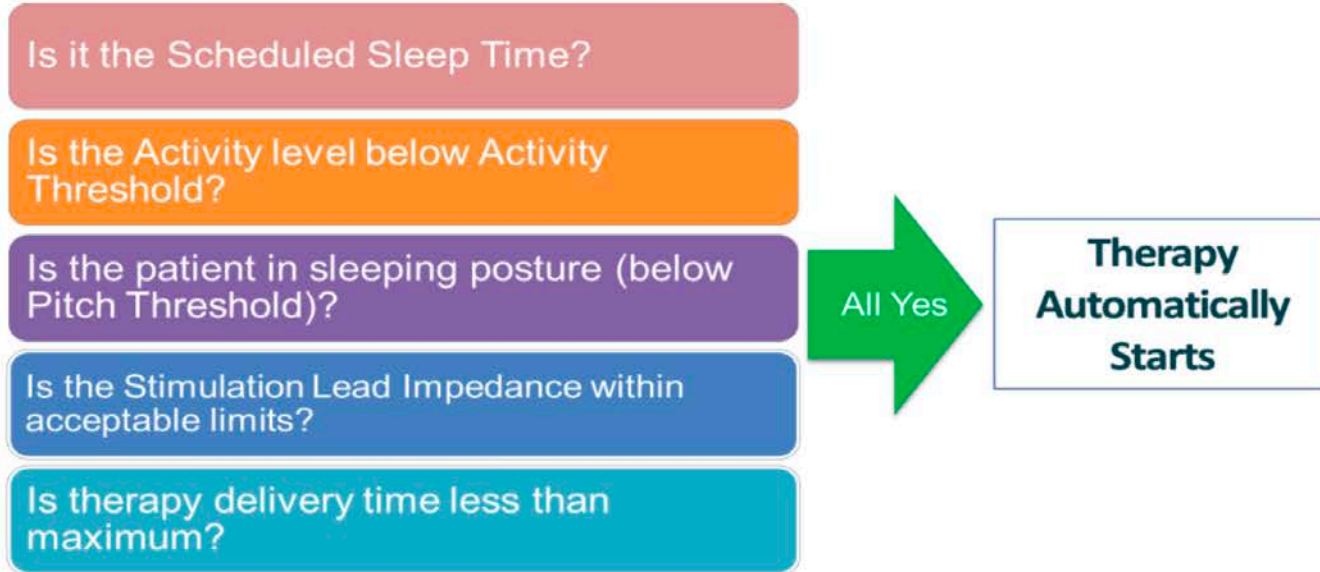 Is it the Scheduled Sleep Time?
Is the Activity level below Activity
Threshold?
Is the patient in sleeping posture (below
Pitch Threshold)?
Is the Stimulation Lead Impedance within
acceptable limits?
Is therapy delivery time less than
maximum?
All Yes
Therapy
Automatically
Starts